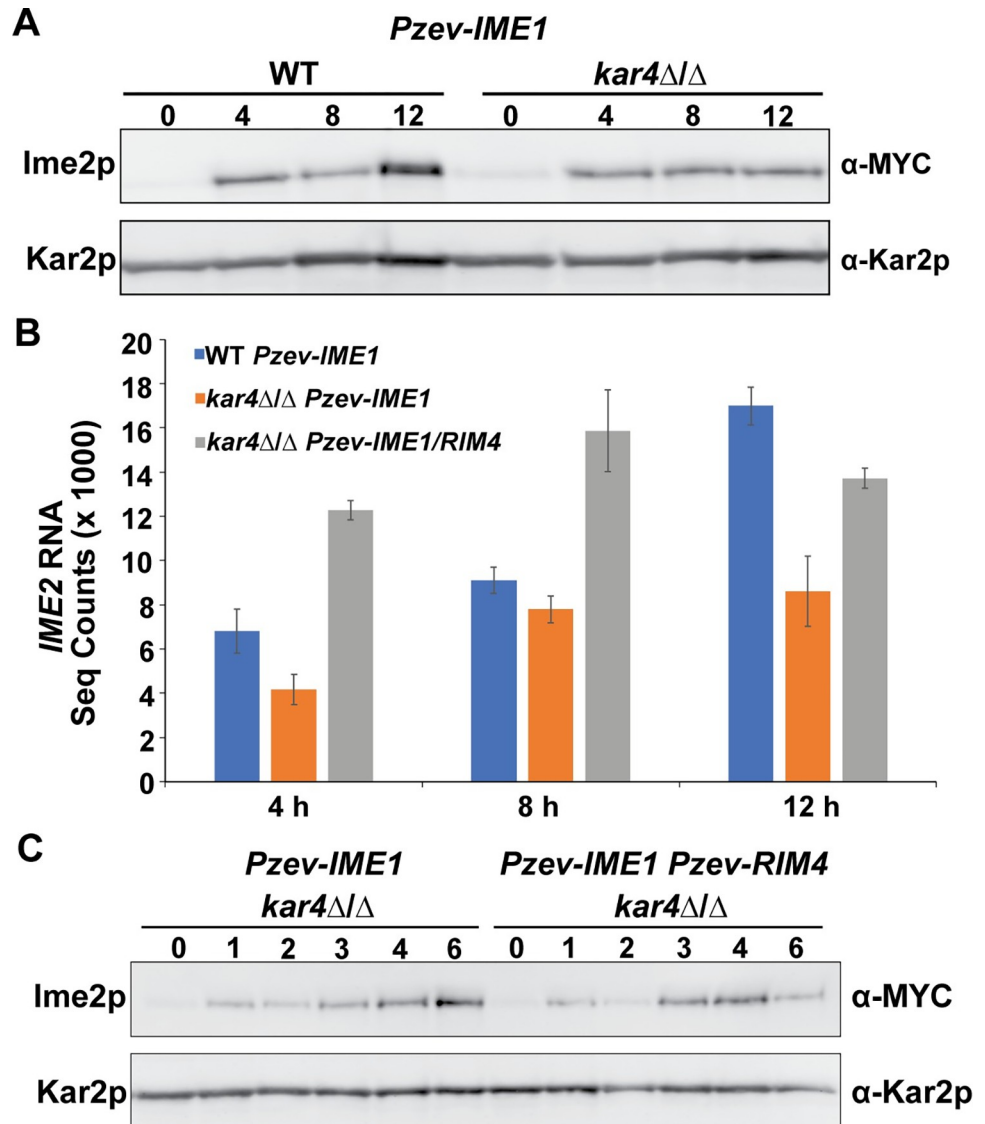 A
Pzev-IME1
WT kar4Δ/Δ
0 4 8 12 0 4 8 12
Ime2p α-MYC
Kar2p α-Kar2p
B
20
18
16
14
12
10
8
6
4
2
0
IME2 RNA
Seq Counts (x 1000)
WT Pzev-IME1
kar4Δ/Δ Pzev-IME1
kar4Δ/Δ Pzev-IME1/RIM4
4 h 8 h 12 h
C
Pzev-IME1 Pzev-IME1 Pzev-RIM4
kar4Δ/Δ kar4Δ/Δ
0 1 2 3 4 6 0 1 2 3 4 6
Ime2p α-MYC
Kar2p α-Kar2p